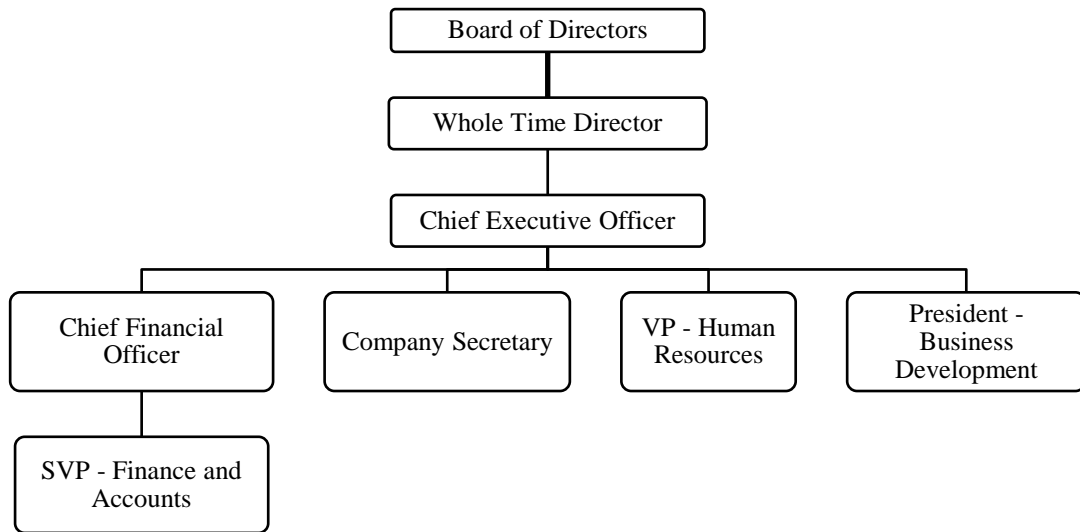 Board of Directors
Whole Time Director
Chief Executive Officer
Chief Financial
Officer
Company Secretary
VP - Human
Resources
President -
Business
Development
SVP - Finance and
Accounts